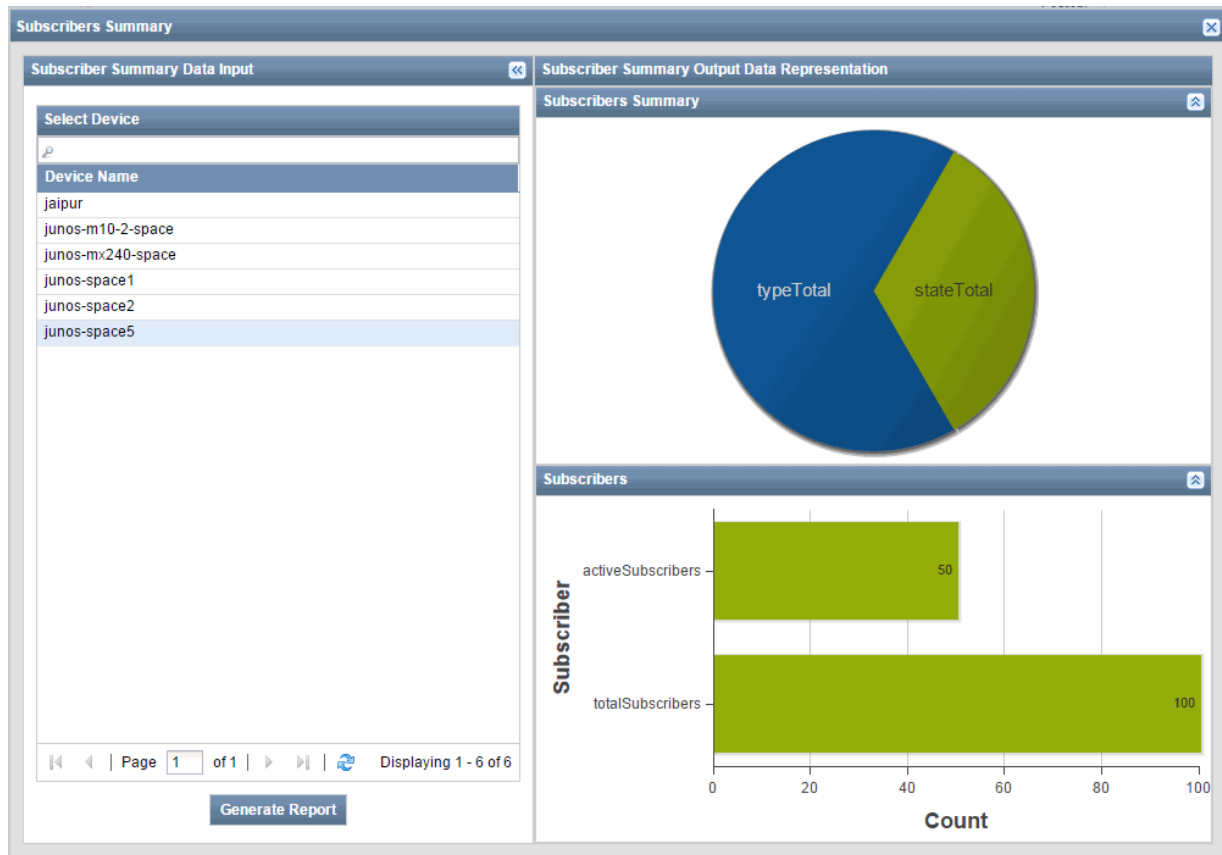 Subscribers Summary
Subscriber Summary Data Input
Select Device
Device Name
jaipur
junos-m10-2-space
junos-mx240-space
junos-space1
junos-space2
junos-space5
Page 1 of 1 Displaying 1 - 6 of 6
Generate Report
Subscriber Summary Output Data Representation
Subscribers Summary
typeTotal stateTotal
Subscribers
Subscriber
activeSubscribers 50
totalSubscribers 100
0 20 40 60 80 100
Count